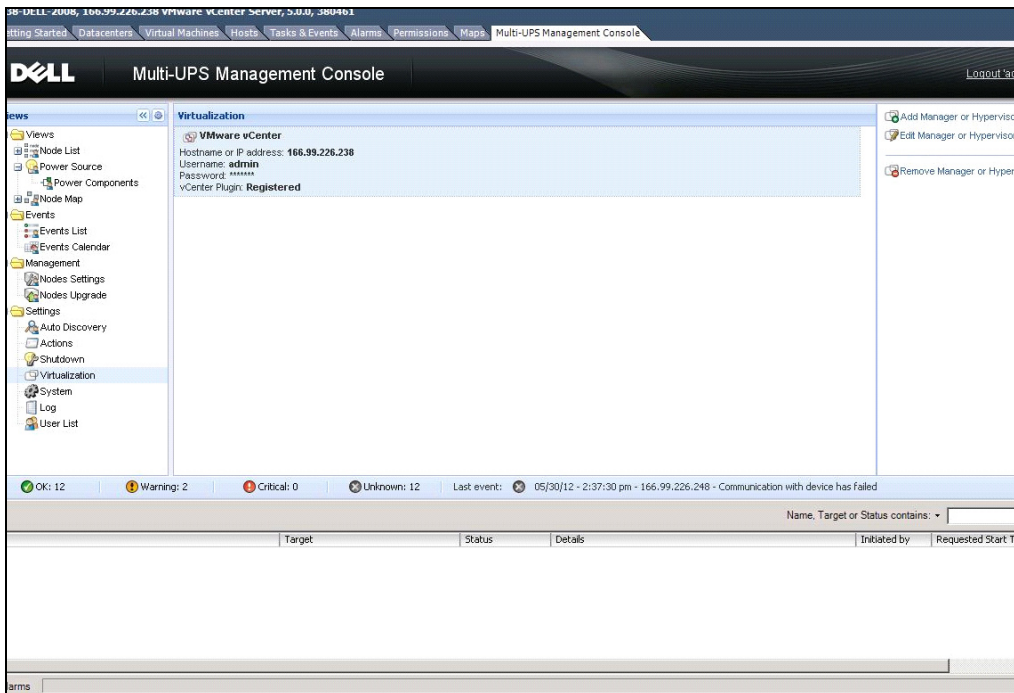 38-DELL-2008, 166.99.226.238 VMware vCenter Server, 5.0.0, 380461
etting Started Datacenters Virtual Machines Hosts Tasks & Events Alarms Permissions Maps Multi-UPS Management Console
DELL Multi-UPS Management Console Logout 'ad
iews
Views
Node List
Power Source
Power Components
Node Map
Events
Events List
Events Calendar
Management
Nodes Settings
Nodes Upgrade
Settings
Auto Discovery
Actions
Shutdown
Virtualization
System
Log
User List
Virtualization
VMware vCenter
Hostname or IP address: 166.99.226.238
Username: admin
Password: *******
vCenter Plugin: Registered
Add Manager or Hyperviso
Edit Manager or Hypervisor
Remove Manager or Hyper
OK: 12 Warning: 2 Critical: 0 Unknown: 12 Last event: 05/30/12 - 2:37:30 pm - 166.99.226.248 - Communication with device has failed
Name, Target or Status contains:
Target Status Details Initiated by Requested Start T
larms